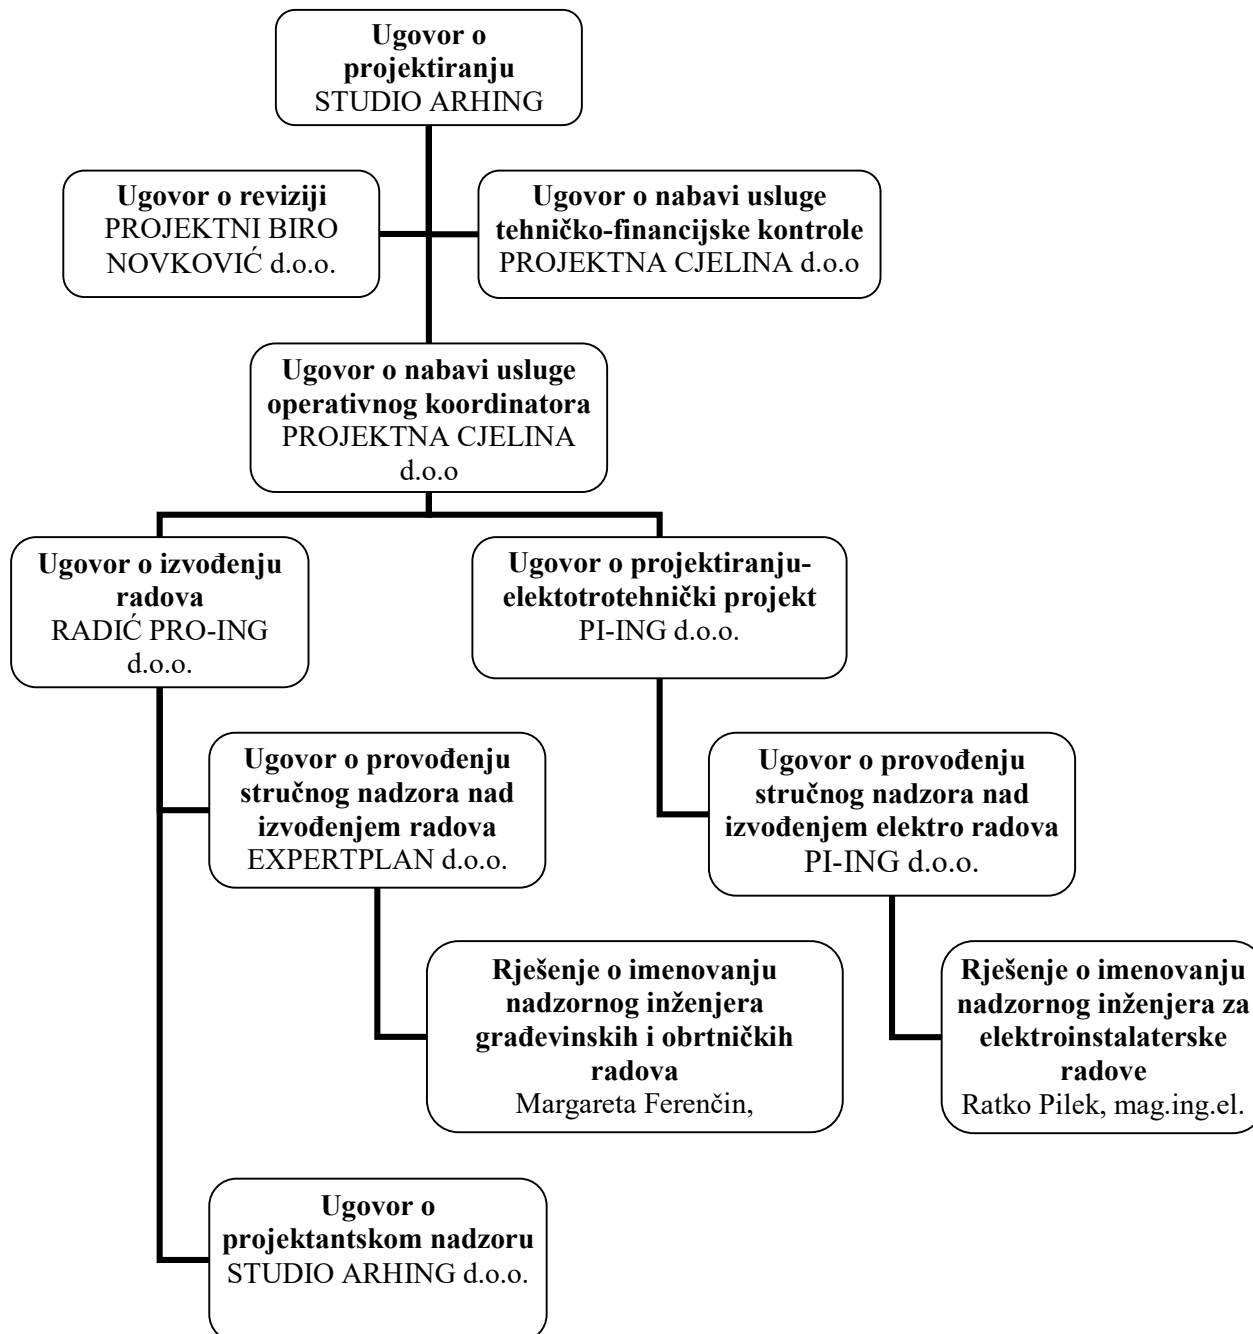 Ugovor o
projektiranju
STUDIO ARHING
Ugovor o reviziji
PROJEKTNI BIRO
NOVKOVIĆ d.o.o.
Ugovor o nabavi usluge
tehničko-financijske kontrole
PROJEKTNA CJELINA d.o.o
Ugovor o nabavi usluge
operativnog koordinatora
PROJEKTNA CJELINA
d.o.o
Ugovor o izvođenju
radova
RADIĆ PRO-ING
d.o.o.
Ugovor o projektiranju-
elektotrotehnički projekt
PI-ING d.o.o.
Ugovor o provođenju
stručnog nadzora nad
izvođenjem radova
EXPERTPLAN d.o.o.
Ugovor o provođenju
stručnog nadzora nad
izvođenjem elektro radova
PI-ING d.o.o.
Rješenje o imenovanju
nadzornog inženjera
građevinskih i obrtničkih
radova
Margareta Ferenčin,
Rješenje o imenovanju
nadzornog inženjera za
elektroinstalaterske
radove
Ratko Pilek, mag.ing.el.
Ugovor o
projektantskom nadzoru
STUDIO ARHING d.o.o.